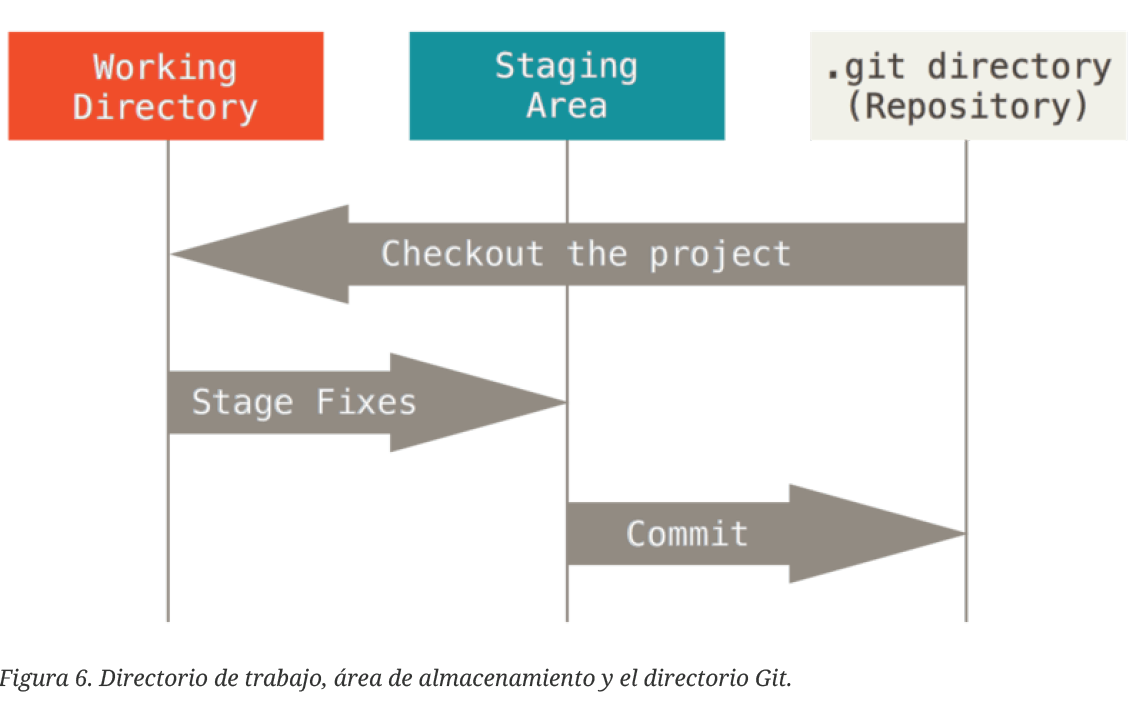 Working
Directory
Staging
Area
.git directory
(Repository)
Checkout the project
Stage Fixes
Commit
Figura 6. Directorio de trabajo, área de almacenamiento y el directorio Git.